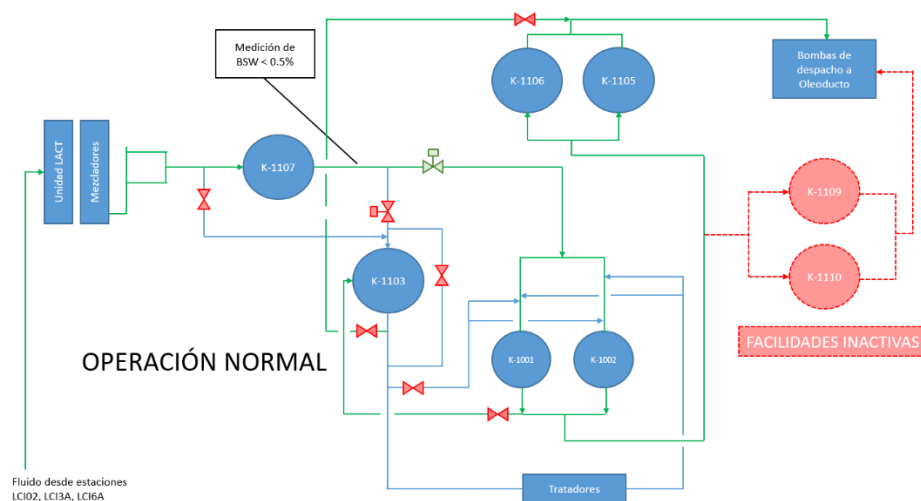 Medición de
BSW < 0.5%
K-1106
K-1105
Bombas de
despacho a
Oleoducto
Unidad LACT
Mezcladores
K-1107
K-1109
K-1103
K-1110
OPERACIÓN NORMAL
FACILIDADES INACTIVAS
K-1001
K-1002
Fluido desde estaciones
LCI02, LCI3A, LCI6A
Tratadores